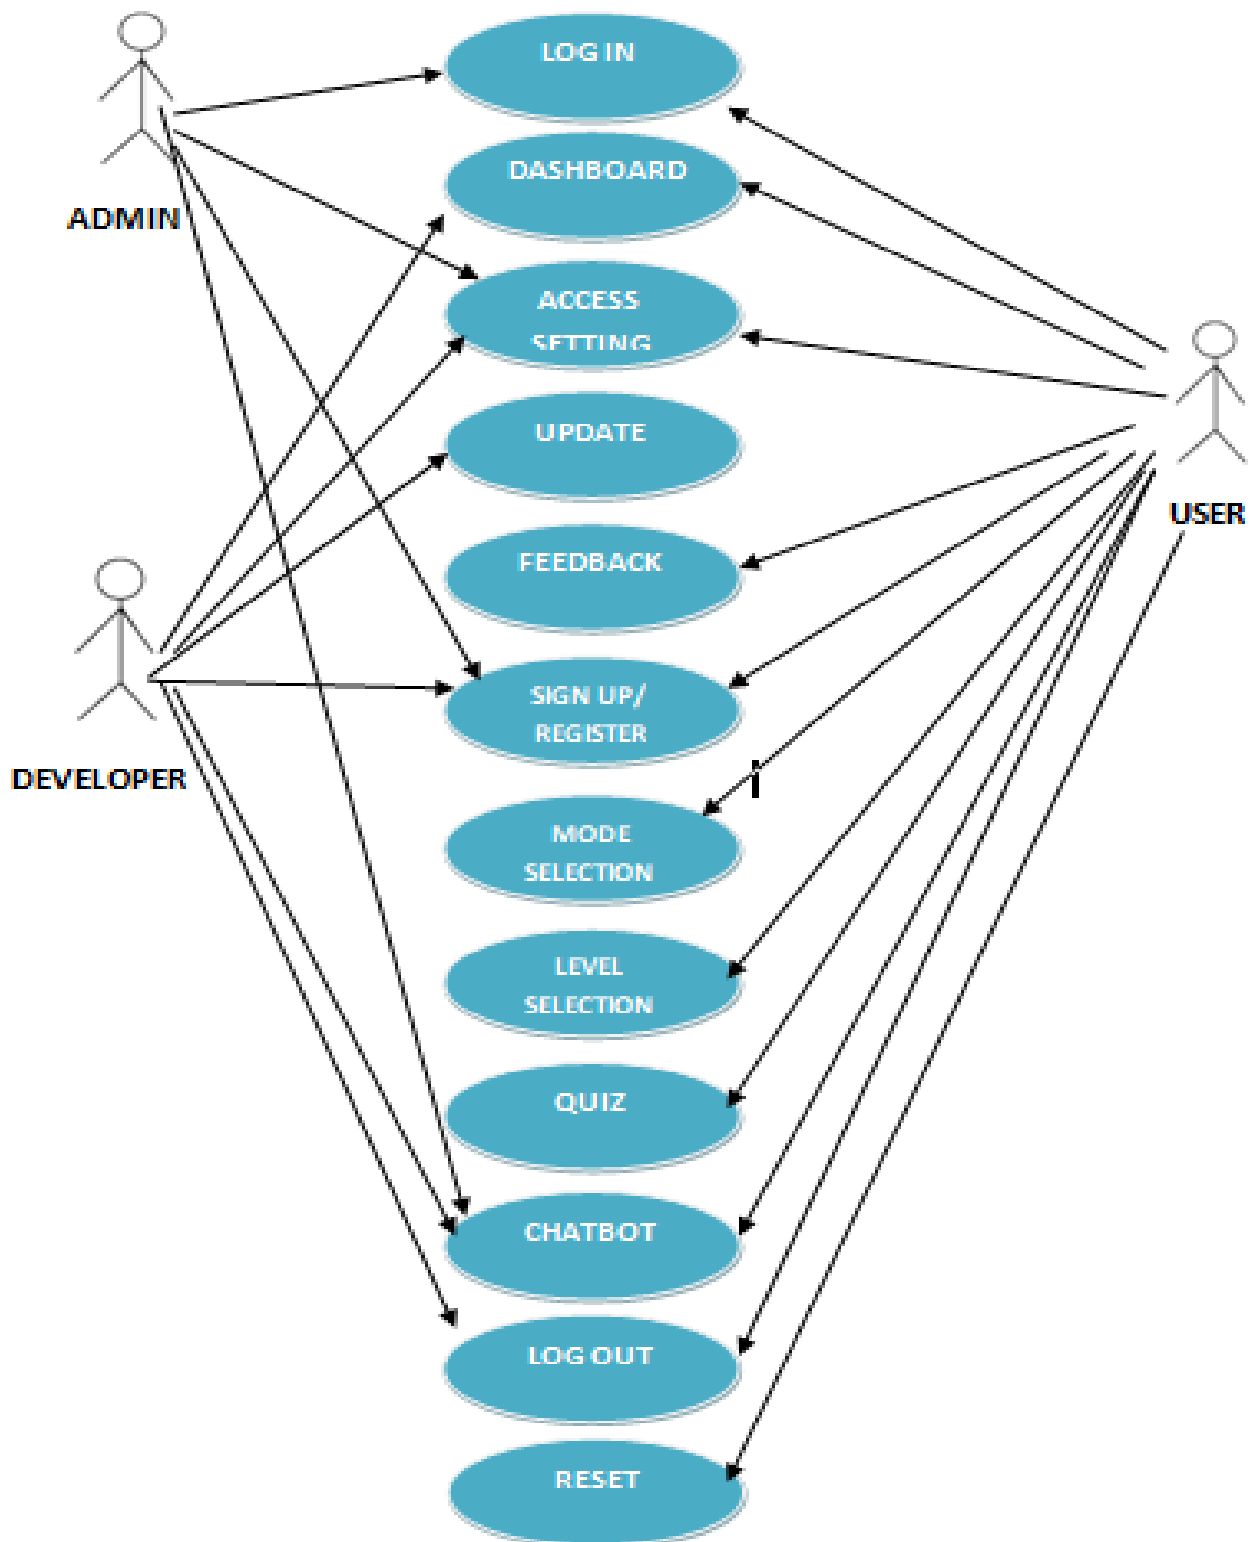 LOG IN
DASHBOARD
ADMIN
ACCESS
SETTING
UPDATE
USER
FEEDBACK
SIGN UP/
REGISTER
DEVELOPER
MODE
SELECTION
LEVEL
SELECTION
QUIZ
CHATBOT
LOG OUT
RESET